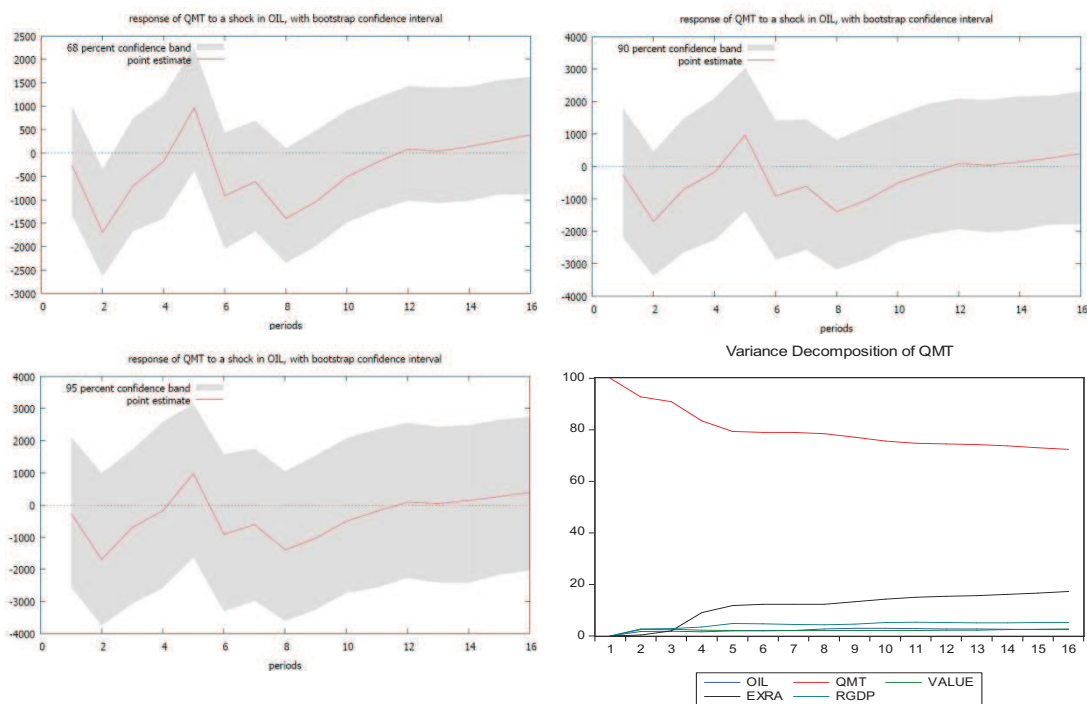 response of QMT to a shock in OIL, with bootstrap confidence interval
68 percent confidence band
point estimate
2500
2000
1500
1000
500
0
-500
-1000
-1500
-2000
-2500
-3000
0 2 4 6 8 10 12 14 16
periods
response of QMT to a shock in OIL, with bootstrap confidence interval
90 percent confidence band
point estimate
4000
3000
2000
1000
0
-1000
-2000
-3000
-4000
0 2 4 6 8 10 12 14 16
periods
response of QMT to a shock in OIL, with bootstrap confidence interval
95 percent confidence band
point estimate
4000
3000
2000
1000
0
-1000
-2000
-3000
-4000
0 2 4 6 8 10 12 14 16
periods
Variance Decomposition of QMT
100
80
60
40
20
0
1 2 3 4 5 6 7 8 9 10 11 12 13 14 15 16
OIL QMT VALUE
EXRA RGDP